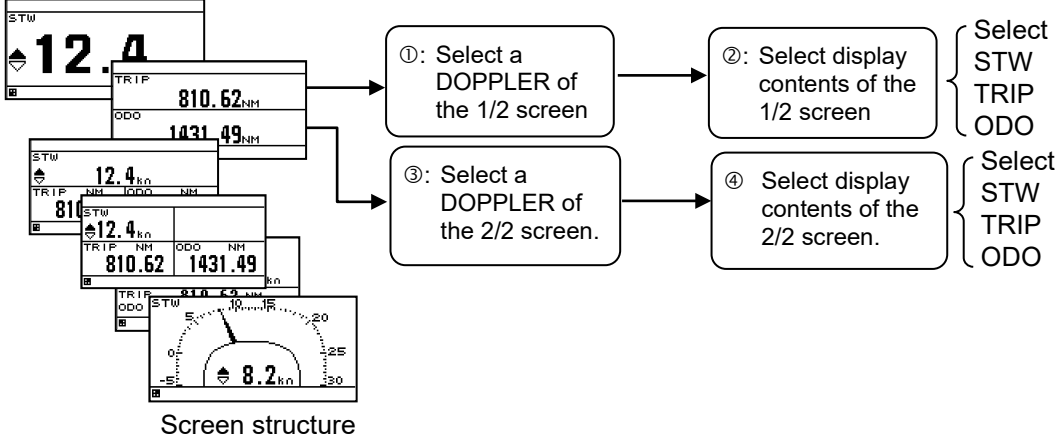 STW
12.4
TRIP
810.62NM
ODO
1431.49NM
STW
12.4kn
TRIP NM ODO NM
810
STW
12.4kn
TRIP NM ODO NM
810.62 1431.49
kn
TRIP 810.62 NM
ODO
STW
-5 0 5 10 15 20 25 30
8.2kn
Screen structure
①: Select a
DOPPLER of
the 1/2 screen
②: Select display
contents of the
1/2 screen
Select
STW
TRIP
ODO
③: Select a
DOPPLER of
the 2/2 screen.
④ Select display
contents of the
2/2 screen.
Select
STW
TRIP
ODO